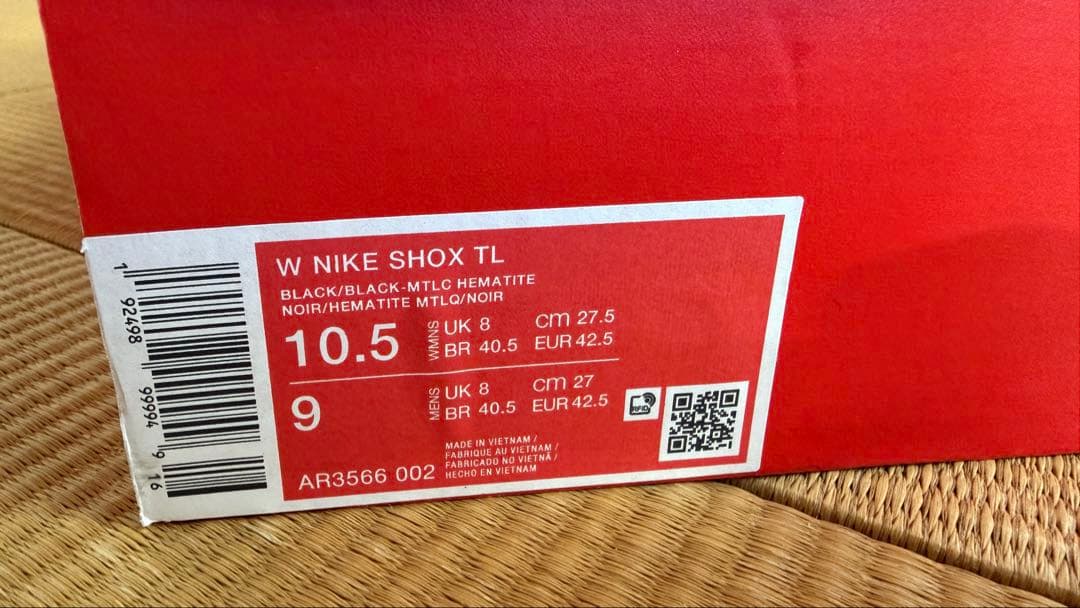 W NIKE SHOX TL
BLACK/BLACK-MTLC HEMATITE
NOIR/HEMATITE MTLQ/NOIR
10.5 WMNS UK 8 cm 27.5
BR 40.5 EUR 42.5
9 MENS UK 8 cm 27
BR 40.5 EUR 42.5
RFID
MADE IN VIETNAM /
FABRIQUE AU VIETNAM /
FABRICADO NO VIETNÃ /
HECHO EN VIETNAM
AR3566 002
1 92498 99994 9 16